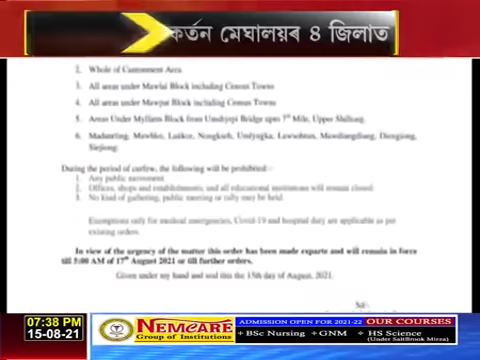 কৰ্তন মেঘালয়ৰ ৪ জিলাত
2. Whole of Cantonment Area
3. All areas under Mawlai Block including Census Towns
4. All areas under Mawpat Block including Census Towns
5. Areas Under Mylliem Block from Umshyrpi Bridge upto 7th Mile, Upper Shillong.
6. Madanrting, Mawblei, Laitkor, Nongkseh, Umlyngka, Lawsohtun, Mawdiangdiang, Diengiong, Siejiong.
During the period of curfew, the following will be prohibited:-
1. Any public movement
2. Offices, shops and establishments, and all educational institutions will remain closed.
3. No kind of gathering, public meeting or rally may be held.
Exemptions only for medical emergencies, Covid-19 and hospital duty are applicable as per
existing orders.
In view of the urgency of the matter this order has been made exparte and will remain in force
till 5:00 AM of 17th August 2021 or till further orders.
Given under my hand and seal this the 15th day of August, 2021.
Sd/-
07:38 PM
15-08-21
NEMCARE
Group of Institutions
ADMISSION OPEN FOR 2021-22
OUR COURSES
• BSc Nursing • GNM • HS Science
(Under SaltBrook Mirza)